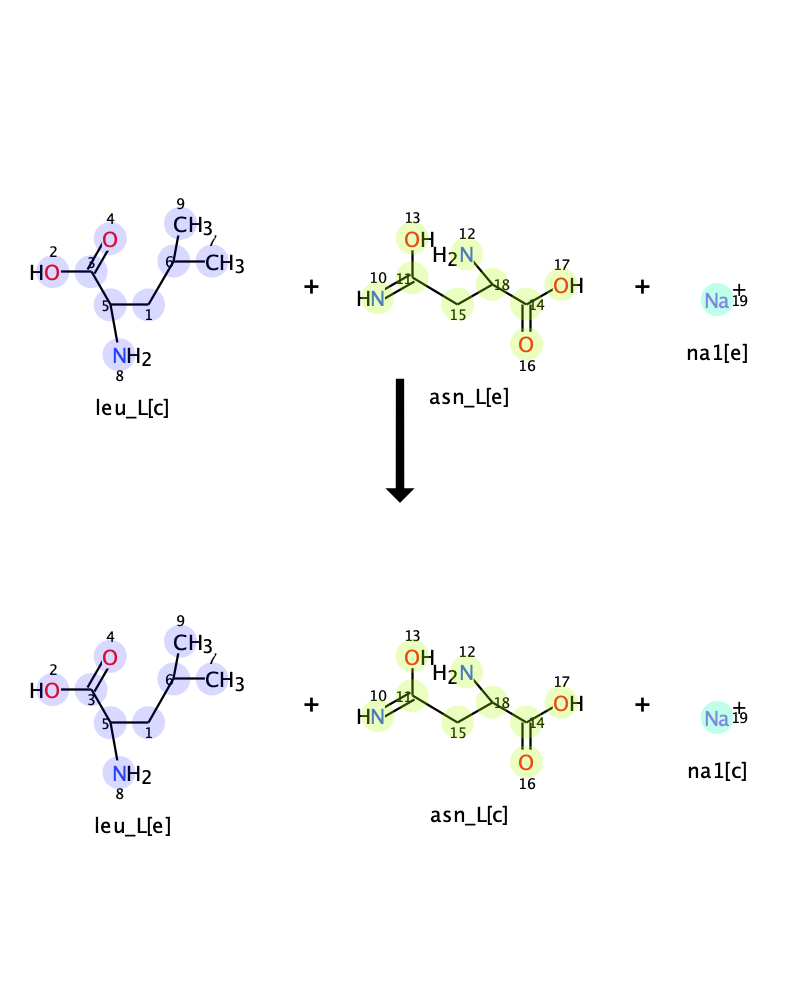 9
4 CH3
2 O 7
HO 3 6 CH3
5 1
NH2
8
leu_L[c]
+
13
OH 12
10 H2N 17
HN 11 18 OH
15 14
O
16
asn_L[e]
+
Na+
19
na1[e]
9
4 CH3
2 O 7
HO 3 6 CH3
5 1
NH2
8
leu_L[e]
+
13
OH 12
10 H2N 17
HN 11 18 OH
15 14
O
16
asn_L[c]
+
Na+
19
na1[c]